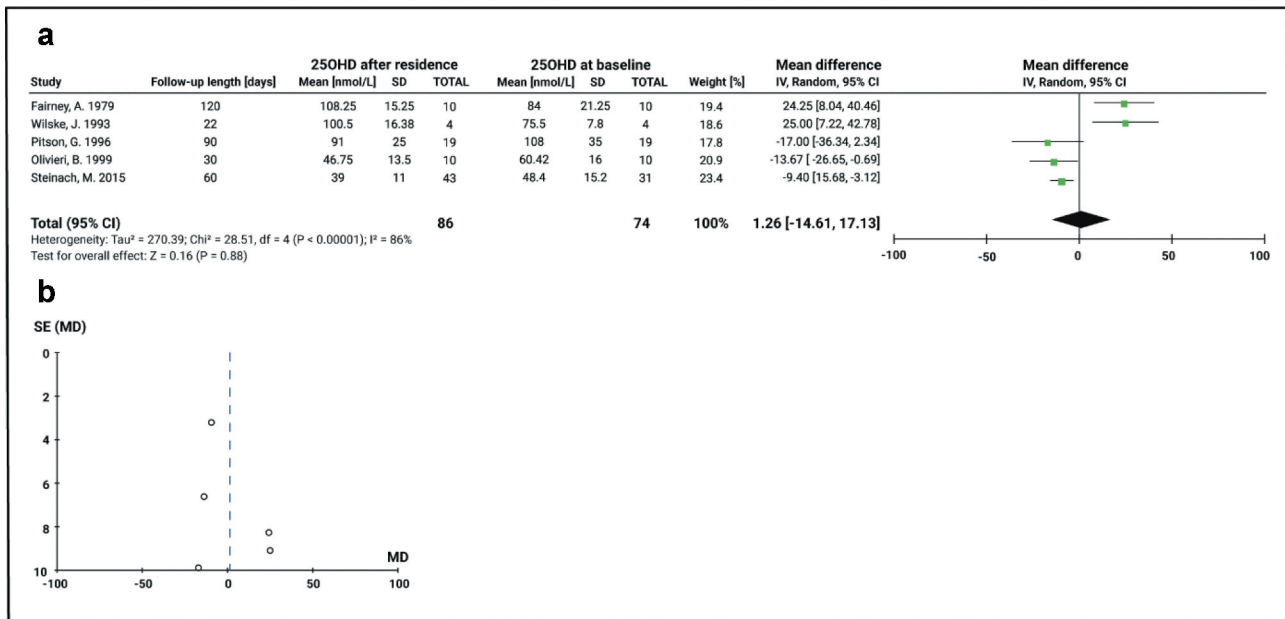 a
25OHD after residence 25OHD at baseline Mean difference Mean difference
Study Follow-up length [days] Mean [nmol/L] SD TOTAL Mean [nmol/L] SD TOTAL Weight [%] IV, Random, 95% CI IV, Random, 95% CI
Fairney, A. 1979 120 108.25 15.25 10 84 21.25 10 19.4 24.25 [8.04, 40.46]
Wilske, J. 1993 22 100.5 16.38 4 75.5 7.8 4 18.6 25.00 [7.22, 42.78]
Pitson, G. 1996 90 91 25 19 108 35 19 17.8 -17.00 [-36.34, 2.34]
Olivieri, B. 1999 30 46.75 13.5 10 60.42 16 10 20.9 -13.67 [-26.65, -0.69]
Steinach, M. 2015 60 39 11 43 48.4 15.2 31 23.4 -9.40 [15.68, -3.12]
Total (95% CI) 86 74 100% 1.26 [-14.61, 17.13]
Heterogeneity: Tau² = 270.39; Chi² = 28.51, df = 4 (P < 0.00001); I² = 86%
Test for overall effect: Z = 0.16 (P = 0.88)
-100 -50 0 50 100
b
SE (MD)
0
2
4
6
8
10
MD
-100 -50 0 50 100